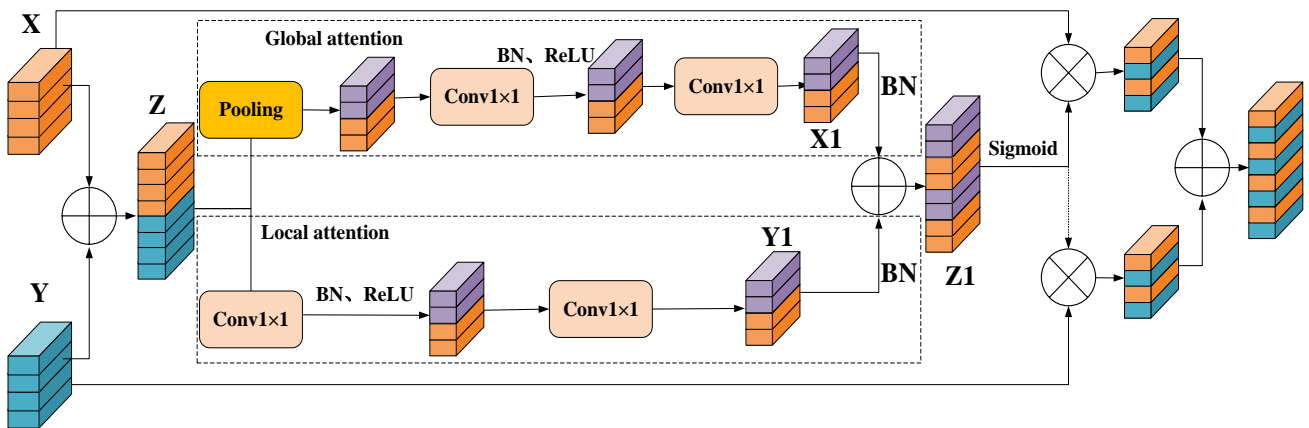 X
Global attention
BN、ReLU
Z
Pooling
Conv1×1
Conv1×1
X1
BN
Sigmoid
Local attention
Y1
BN
Z1
Y
Conv1×1
BN、ReLU
Conv1×1